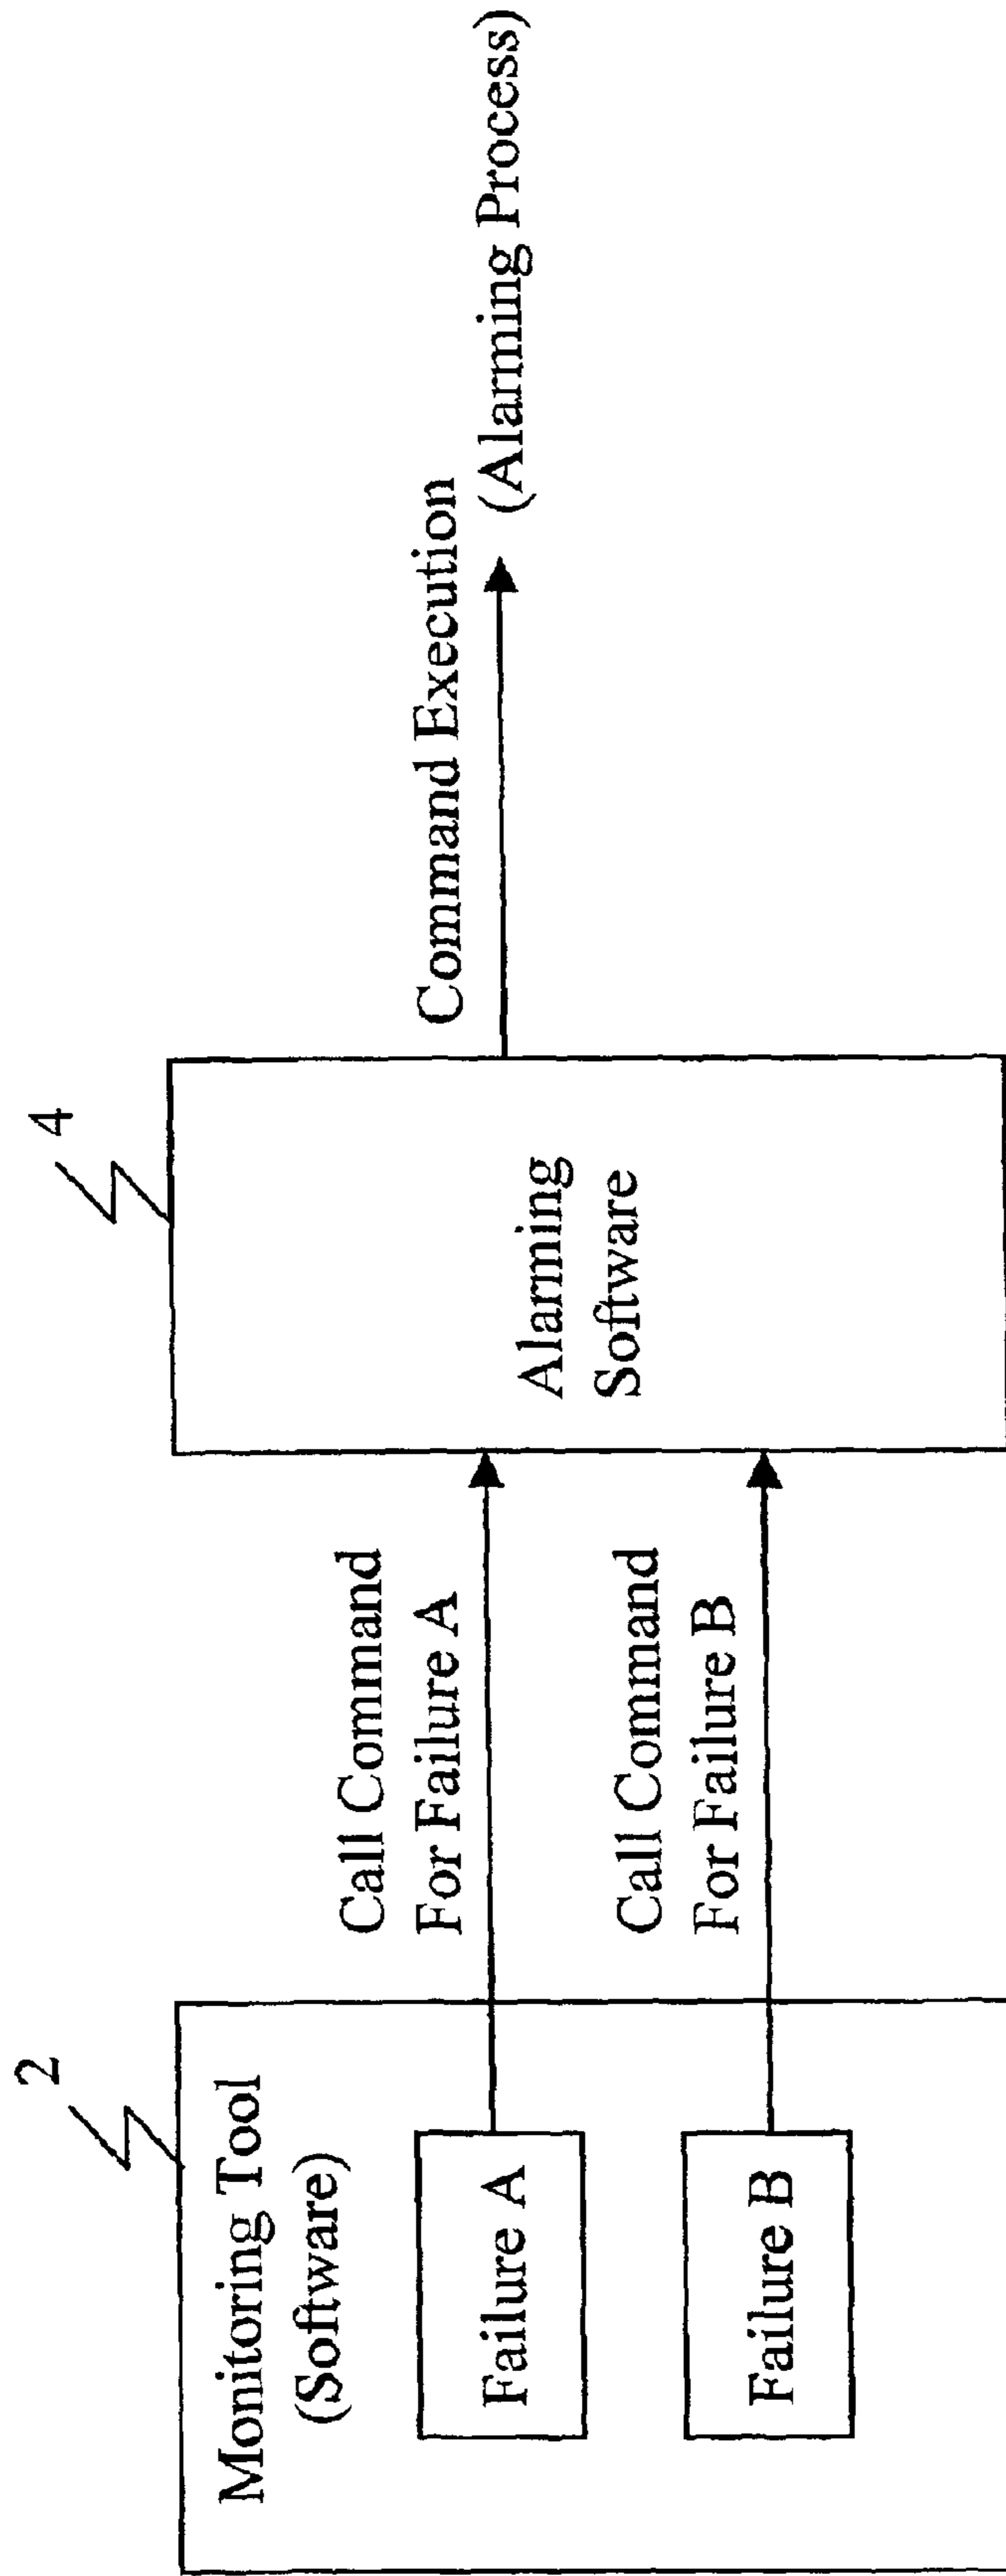 2
Monitoring Tool
(Software)
Failure A
Failure B
Call Command
For Failure A
Call Command
For Failure B
4
Alarming
Software
Command Execution
(Alarming Process)